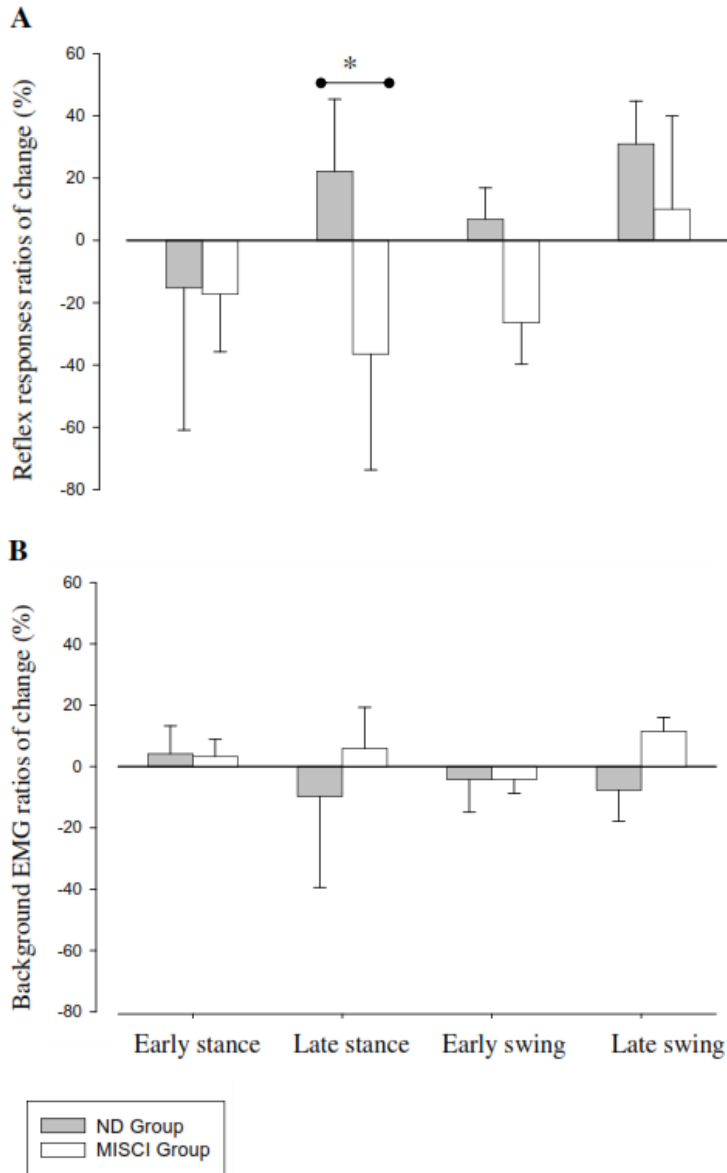 A
Reflex responses ratios of change (%)
60
40
20
0
-20
-40
-60
-80
*
B
Background EMG ratios of change (%)
60
40
20
0
-20
-40
-60
-80
Early stance Late stance Early swing Late swing
ND Group
MISCI Group